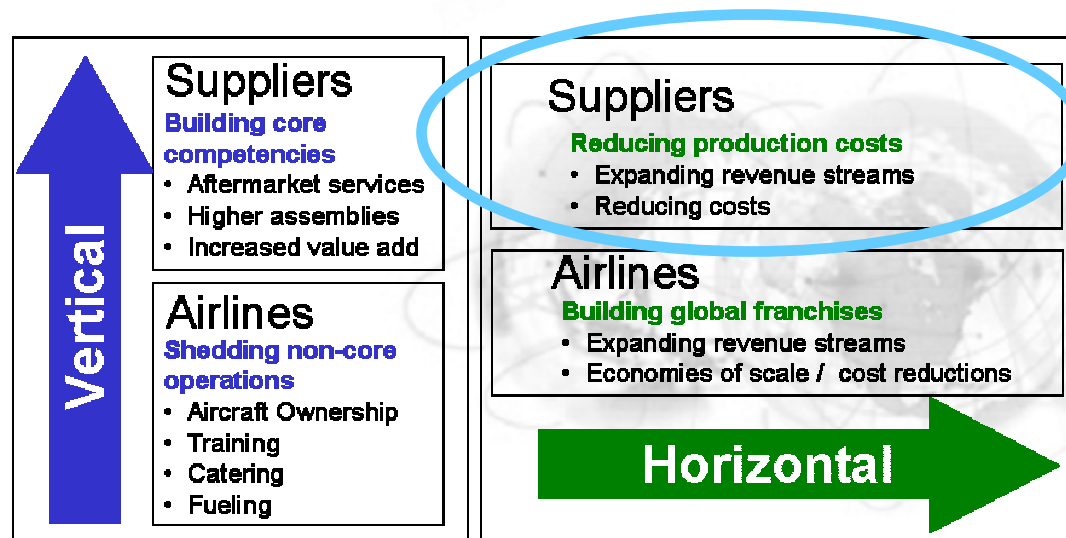 Vertical
Suppliers
Building core
competencies
• Aftermarket services
• Higher assemblies
• Increased value add
Airlines
Shedding non-core
operations
• Aircraft Ownership
• Training
• Catering
• Fueling
Suppliers
Reducing production costs
• Expanding revenue streams
• Reducing costs
Airlines
Building global franchises
• Expanding revenue streams
• Economies of scale / cost reductions
Horizontal